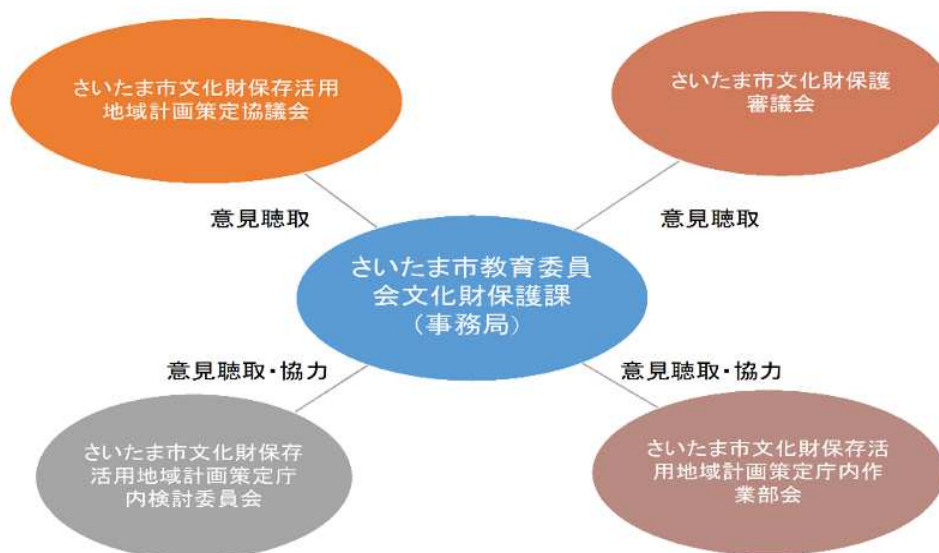 さいたま市文化財保存活用
地域計画策定協議会
さいたま市文化財保護
審議会
意見聴取
意見聴取
さいたま市教育委員
会文化財保護課
(事務局)
意見聴取・協力
意見聴取・協力
さいたま市文化財保存
活用地域計画策定庁
内検討委員会
さいたま市文化財保存活
用地域計画策定庁内作
業部会